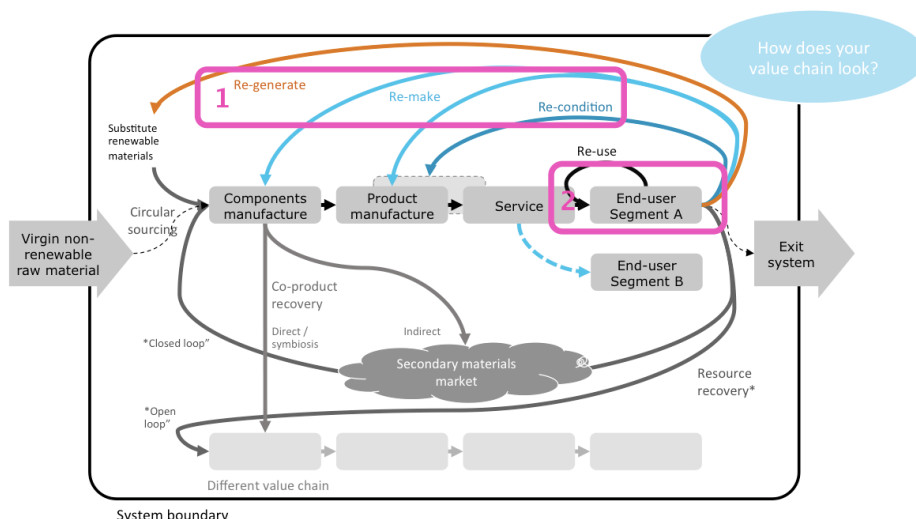 How does your
value chain look?
1
Re-generate
Re-make
Re-condition
Substitute
renewable
materials
Re-use
Circular
sourcing
Components
manufacture
Product
manufacture
Service
2
End-user
Segment A
Virgin non-
renewable
raw material
Exit
system
End-user
Segment B
Co-product
recovery
Direct /
symbiosis
Indirect
*Closed loop"
Secondary materials
market
Resource
recovery*
*Open
loop"
Different value chain
System boundary